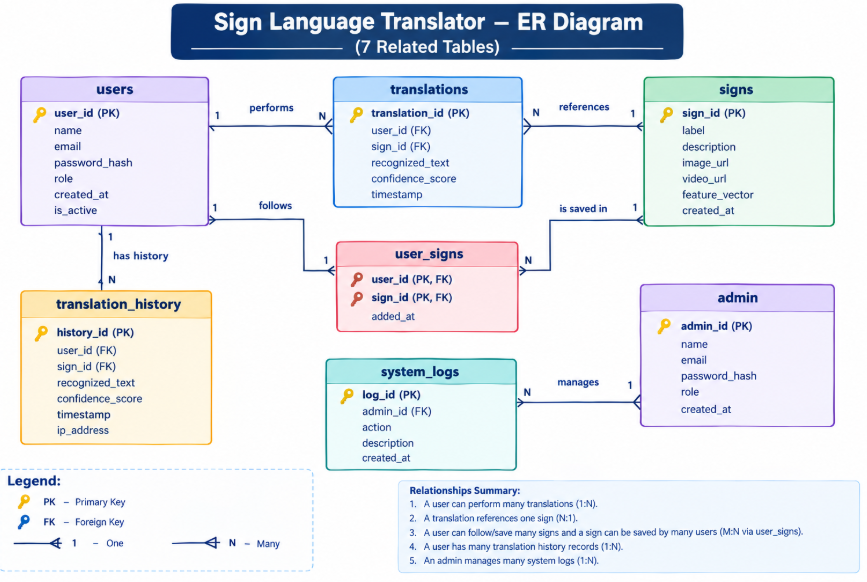 Sign Language Translator – ER Diagram
(7 Related Tables)
users
user_id (PK)
name
email
password_hash
role
created_at
is_active
1
performs
N
translations
translation_id (PK)
user_id (FK)
sign_id (FK)
recognized_text
confidence_score
timestamp
N
references
1
signs
sign_id (PK)
label
description
image_url
video_url
feature_vector
created_at
1
follows
1
user_signs
user_id (PK, FK)
sign_id (PK, FK)
added_at
N
is saved in
1
1
has history
N
translation_history
history_id (PK)
user_id (FK)
sign_id (FK)
recognized_text
confidence_score
timestamp
ip_address
system_logs
log_id (PK)
admin_id (FK)
action
description
created_at
N
manages
1
admin
admin_id (PK)
name
email
password_hash
role
created_at
Legend:
PK – Primary Key
FK – Foreign Key
1 – One
N – Many
Relationships Summary:
1. A user can perform many translations (1:N).
2. A translation references one sign (N:1).
3. A user can follow/save many signs and a sign can be saved by many users (M:N via user_signs).
4. A user has many translation history records (1:N).
5. An admin manages many system logs (1:N).